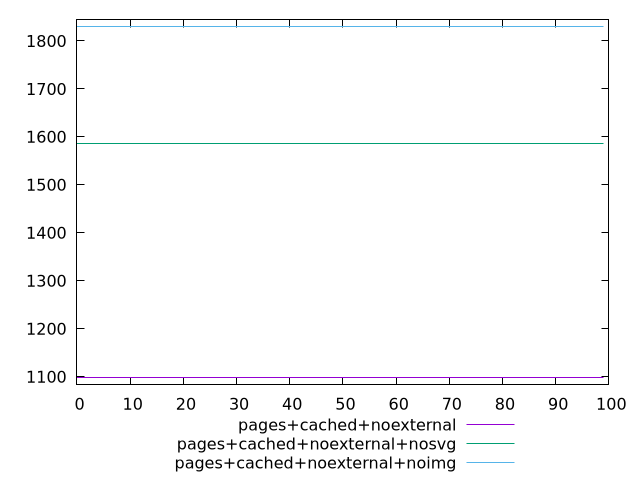 1800
1700
1600
1500
1400
1300
1200
1100
0 10 20 30 40 50 60 70 80 90 100
pages+cached+noexternal
pages+cached+noexternal+nosvg
pages+cached+noexternal+noimg